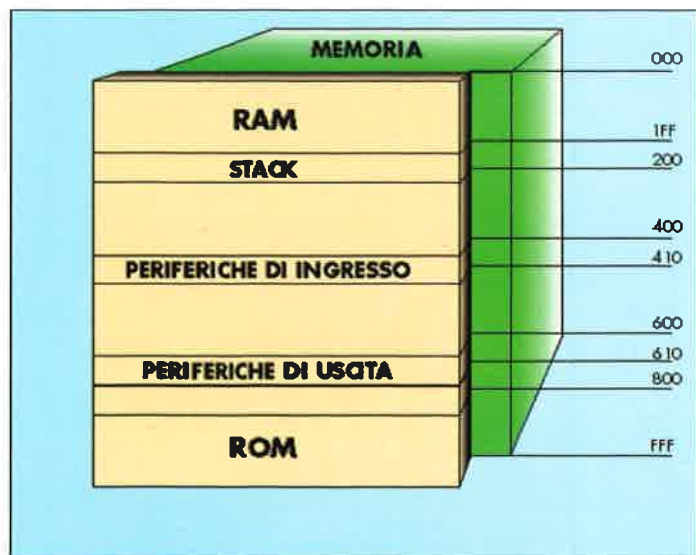 MEMORIA
000
RAM
1FF
STACK
200
400
PERIFERICHE DI INGRESSO
410
600
PERIFERICHE DI USCITA
610
800
ROM
FFF